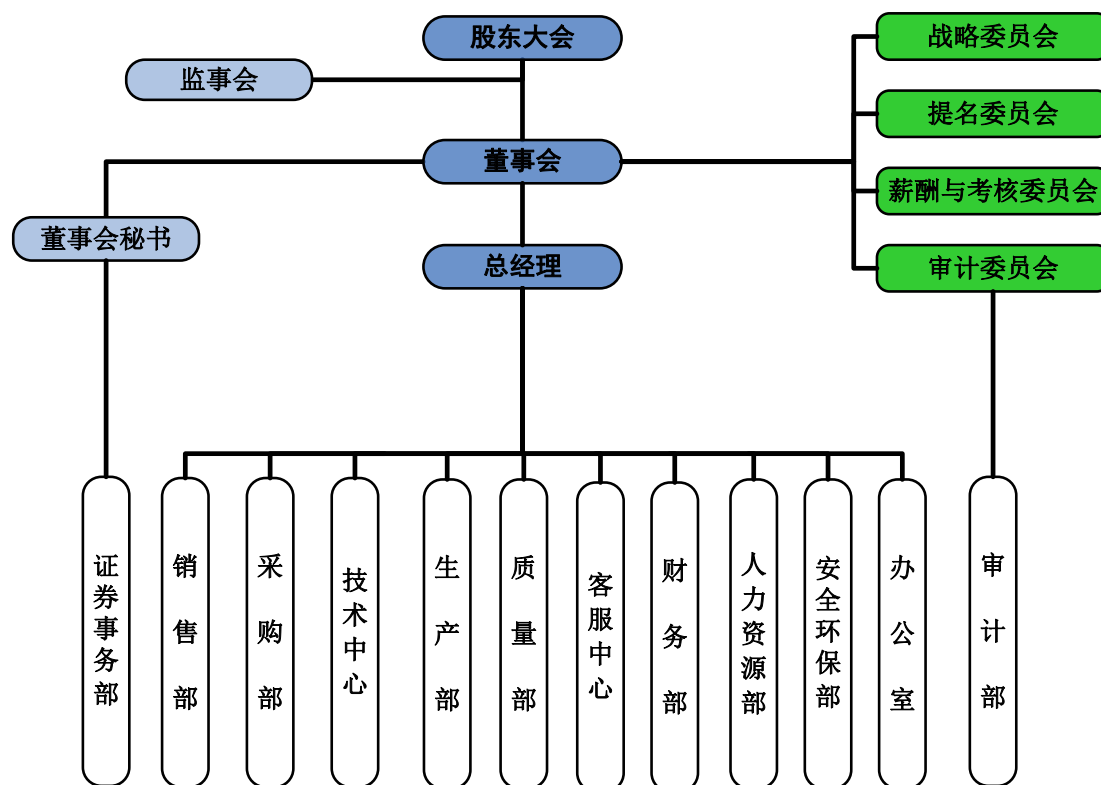 股东大会
战略委员会
监事会
提名委员会
董事会
薪酬与考核委员会
董事会秘书
总经理
审计委员会
证券事务部
销售部
采购部
技术中心
生产部
质量部
客服中心
财务部
人力资源部
安全环保部
办公室
审计部